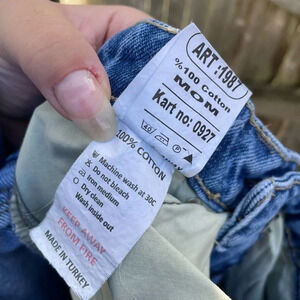 ART :1987
%100 Cotton
MOM
Kart no: 0927
40
100% COTTON
Machine wash at 30C
Do not bleach
Iron medium
Dry clean
Wash inside out
KEEP AWAY
FROM FIRE
MADE IN TURKEY